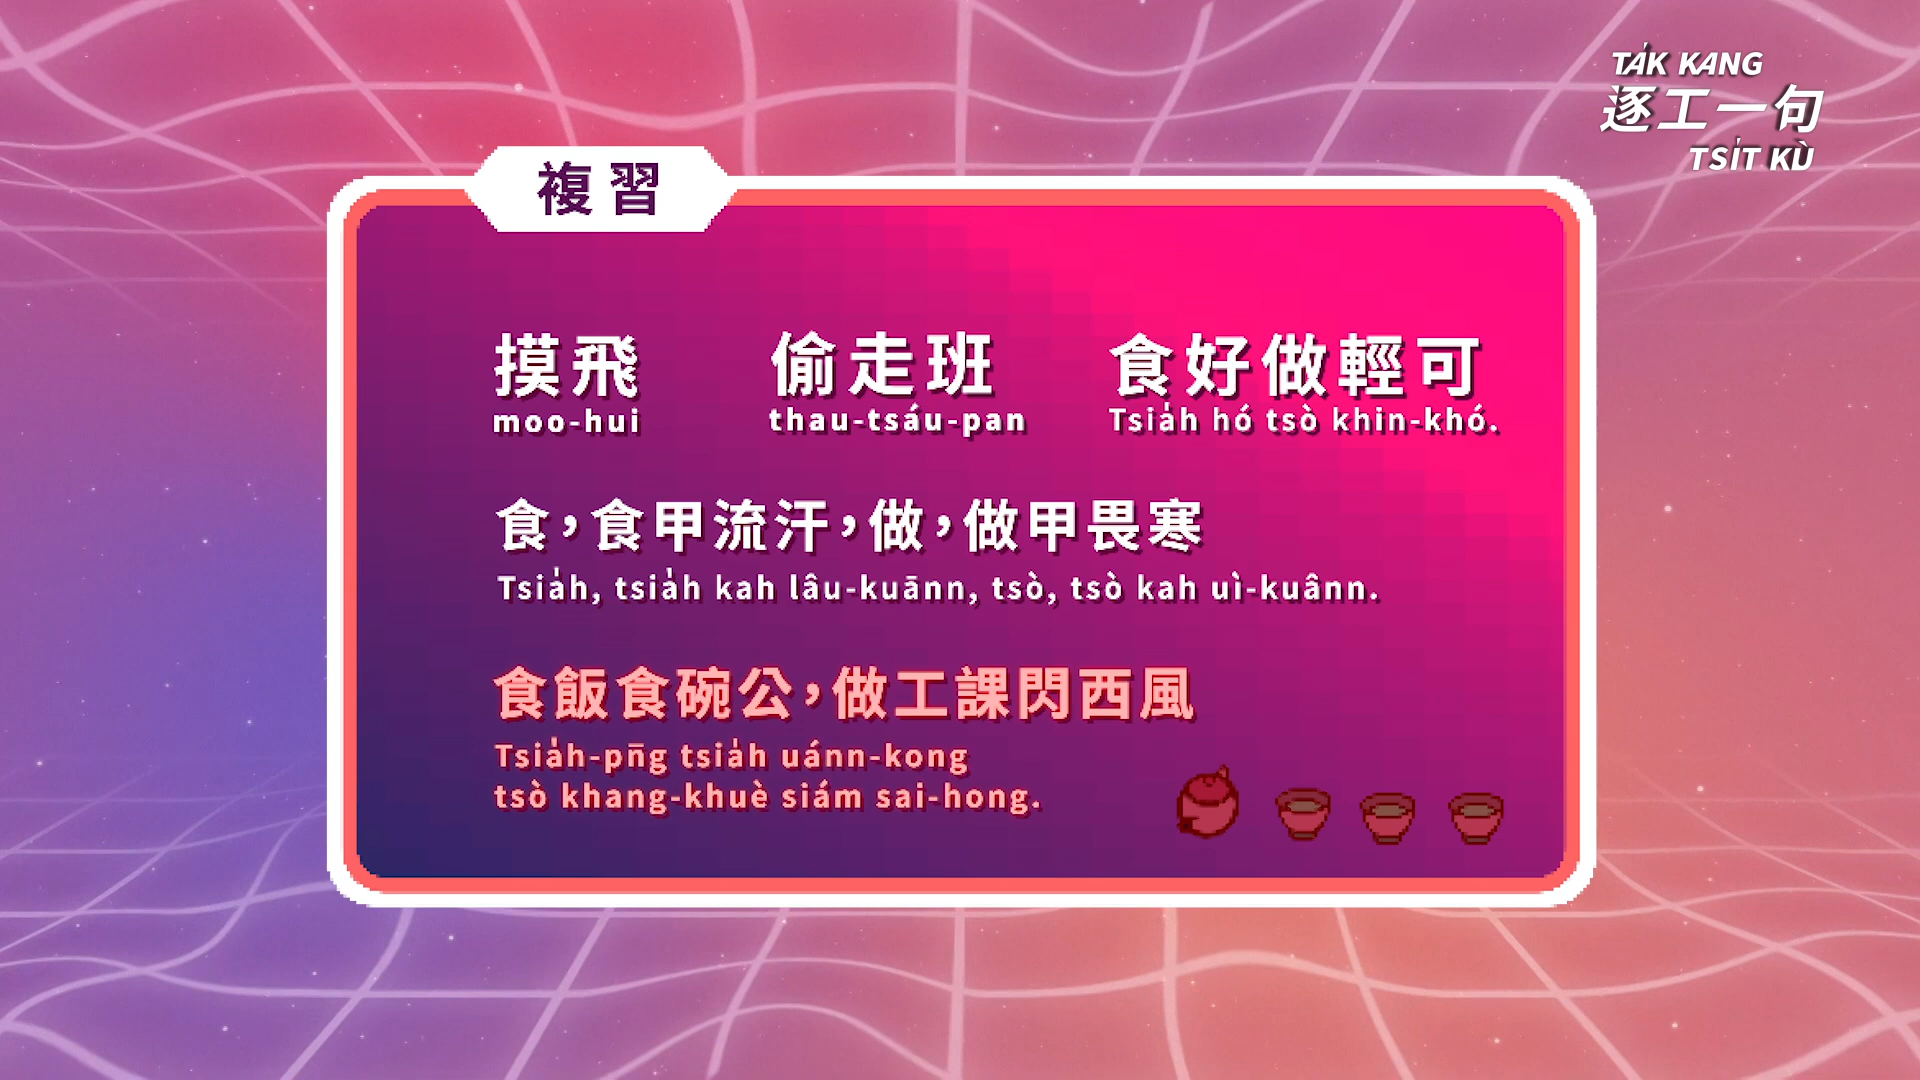 TA̍K KANG
逐工一句
TSI̍T KÙ
複習
摸飛 偷走班 食好做輕可
moo-hui thau-tsáu-pan Tsia̍h hó tsò khin-khó.
食，食甲流汗，做，做甲畏寒
Tsia̍h, tsia̍h kah lâu-kuānn, tsò, tsò kah uì-kuânn.
食飯食碗公，做工課閃西風
Tsia̍h-pn̄g tsia̍h uánn-kong
tsò khang-khuè siám sai-hong.